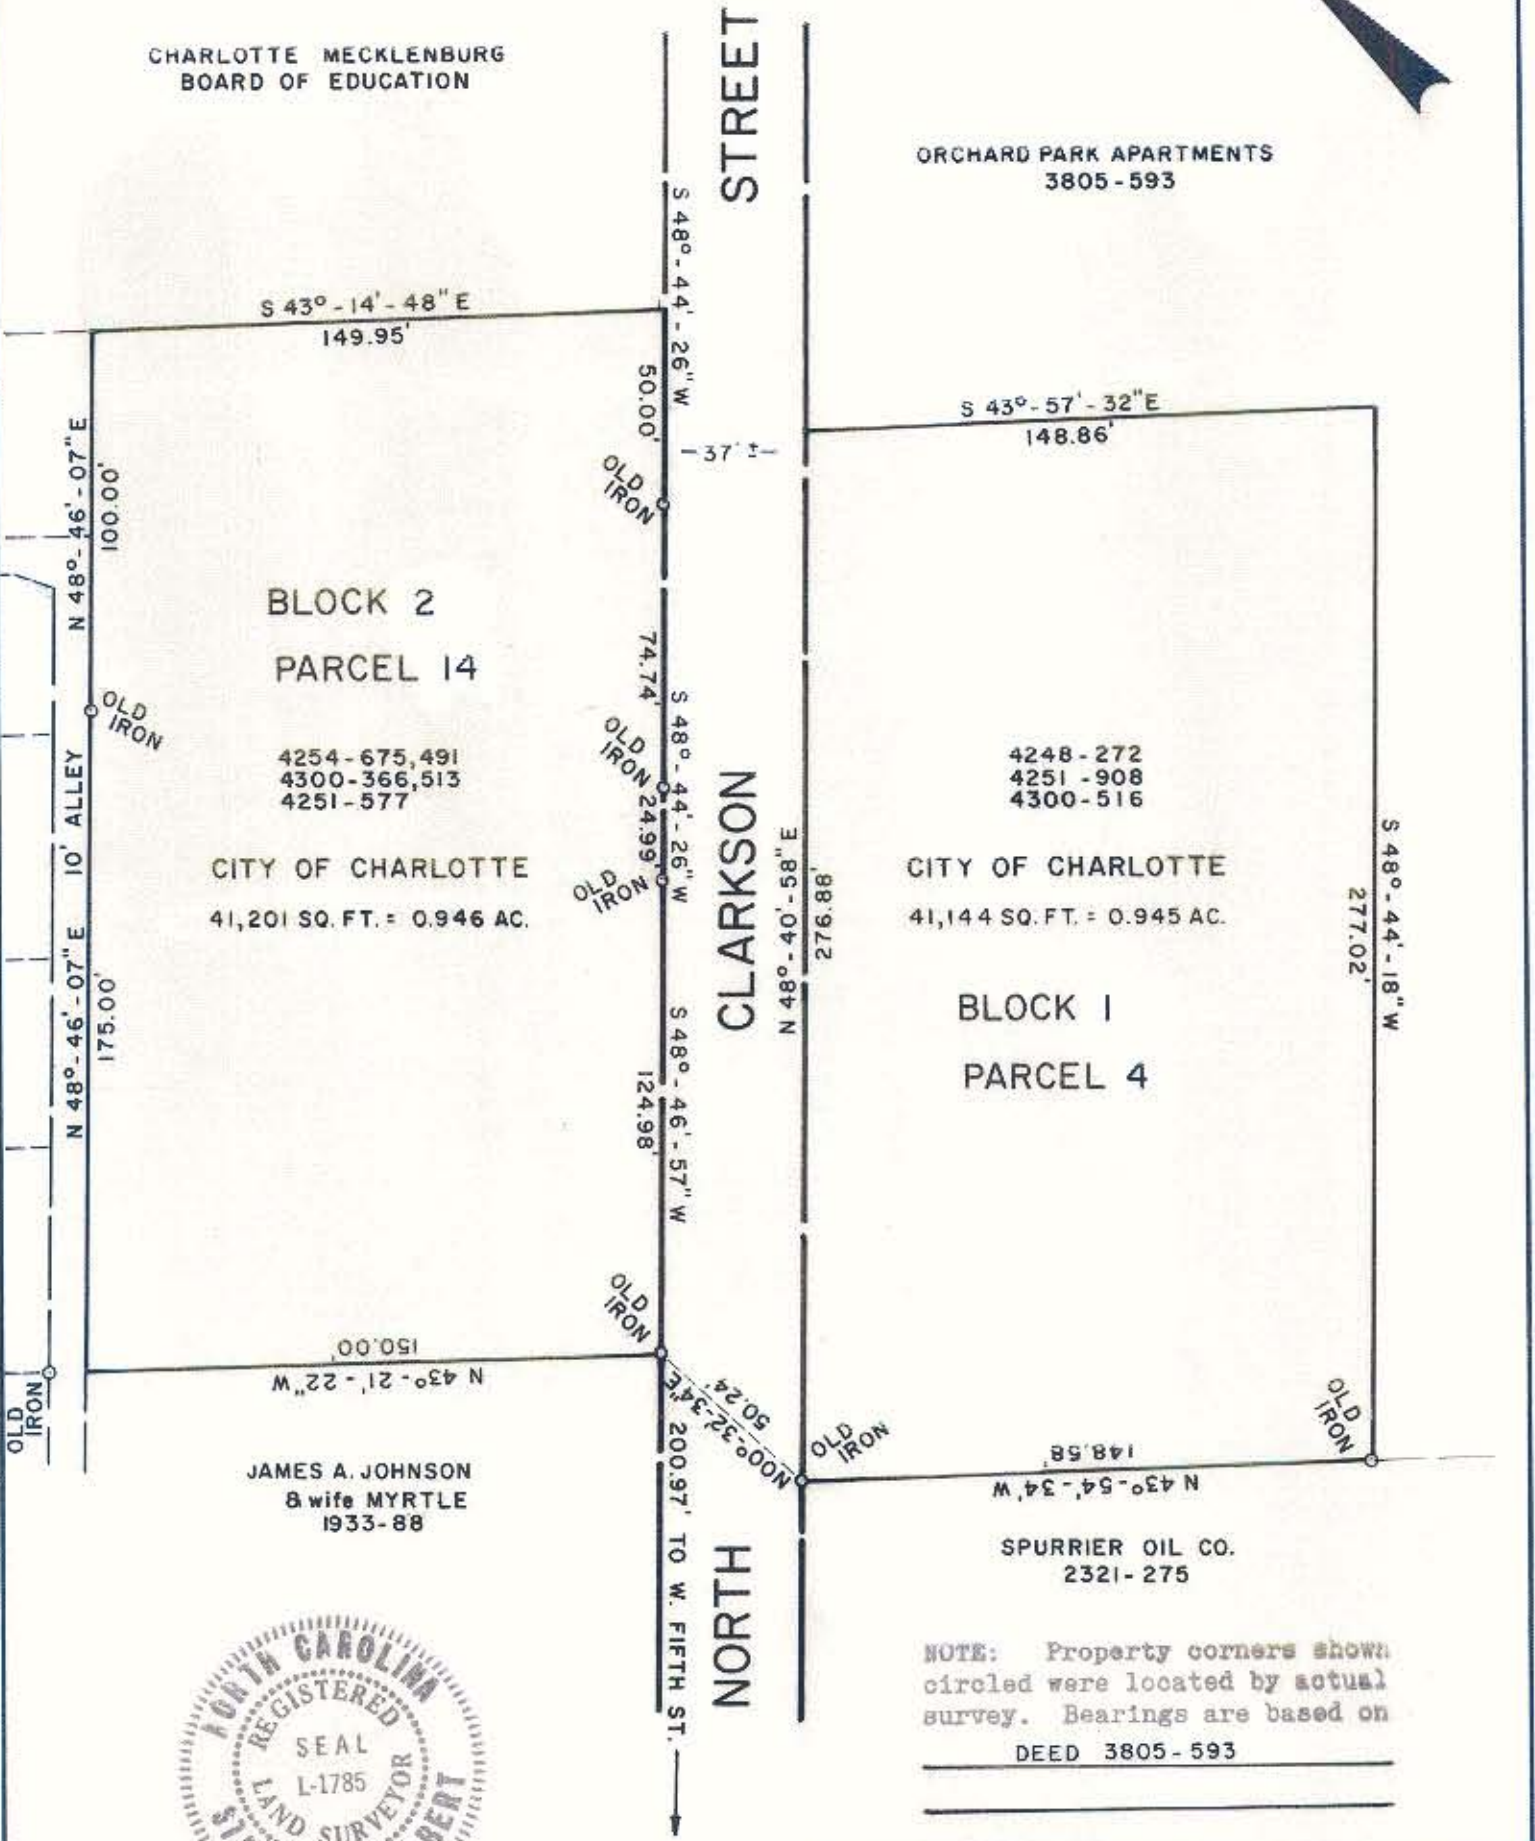 CHARLOTTE MECKLENBURG
BOARD OF EDUCATION
STREET
ORCHARD PARK APARTMENTS
3805-593
S 43°-14'-48" E
149.95'
S 48°-44'-26" W
50.00'
OLD
IRON
-37'±-
S 43°-57'-32" E
148.86'
N 48°-46'-07" E
100.00'
BLOCK 2
PARCEL 14
OLD
IRON
4254-675,491
4300-366,513
4251-577
CITY OF CHARLOTTE
41,201 SQ. FT. = 0.946 AC.
10' ALLEY
N 48°-46'-07" E
175.00'
74.74'
S 48°-44'-26" W
OLD
IRON
24.99'
OLD
IRON
S 48°-46'-57" W
124.98'
OLD
IRON
CLARKSON
N 48°-40'-58" E
276.88'
4248-272
4251-908
4300-516
CITY OF CHARLOTTE
41,144 SQ. FT. = 0.945 AC.
BLOCK 1
PARCEL 4
S 48°-44'-18" W
277.02'
150.00'
N 43°-21'-22" W
OLD
IRON
N00°-32'-34"E
50.24'
OLD
IRON
OLD
IRON
148.58'
N 43°-54'-34" W
JAMES A. JOHNSON
& wife MYRTLE
1933-88
200.97' TO W. FIFTH ST.
NORTH
SPURRIER OIL CO.
2321-275
NOTE: Property corners shown
circled were located by actual
survey. Bearings are based on
DEED 3805-593
NORTH CAROLINA
REGISTERED
SEAL
L-1785
LAND SURVEYOR